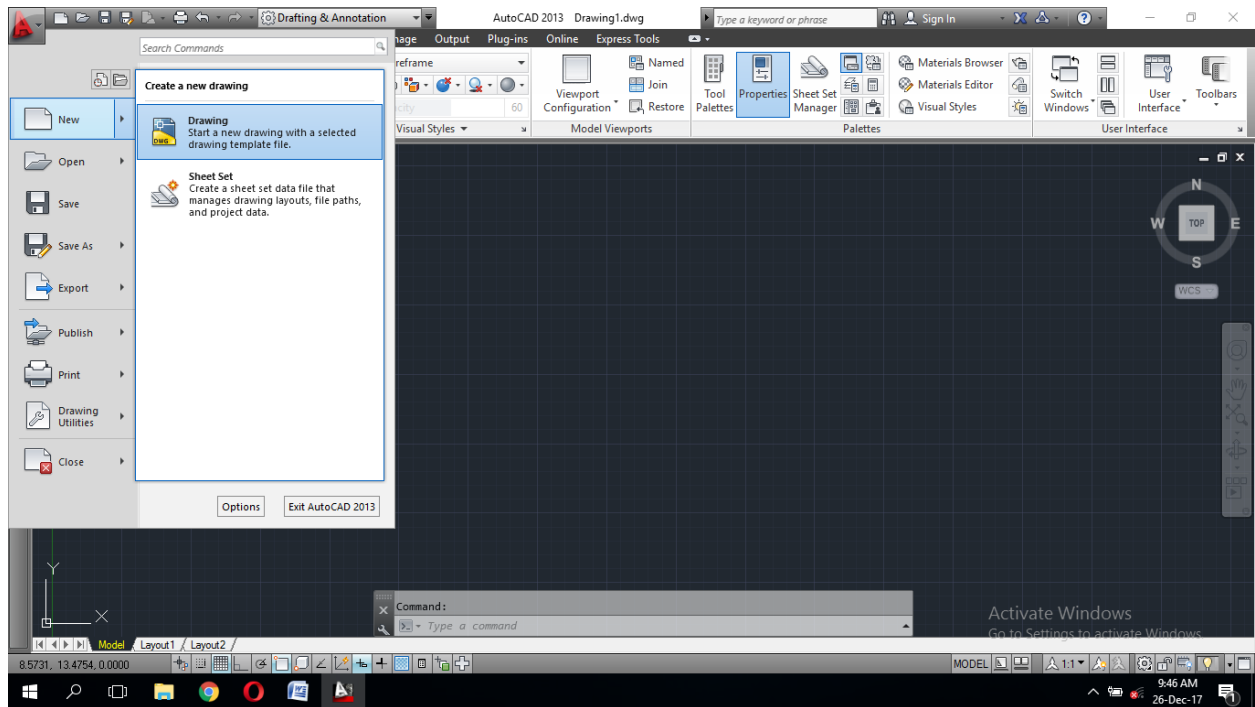 Drafting & Annotation
AutoCAD 2013 Drawing1.dwg
Type a keyword or phrase
Sign In
Search Commands
Output Plug-ins Online Express Tools
Create a new drawing
New
Drawing
Start a new drawing with a selected
drawing template file.
DWG
Open
Sheet Set
Create a sheet set data file that
manages drawing layouts, file paths,
and project data.
Save
Save As
Export
Publish
Print
Drawing
Utilities
Close
Options
Exit AutoCAD 2013
60
Visual Styles
Viewport
Configuration
Named
Join
Restore
Model Viewports
Tool
Palettes
Properties
Sheet Set
Manager
Materials Browser
Materials Editor
Visual Styles
Palettes
Switch
Windows
User
Interface
Toolbars
User Interface
N
W
TOP
E
S
WCS
Y
X
Command:
Type a command
Activate Windows
Go to Settings to activate Windows.
Model Layout1 Layout2
8.5731, 13.4754, 0.0000
MODEL
1:1
9:46 AM
26-Dec-17